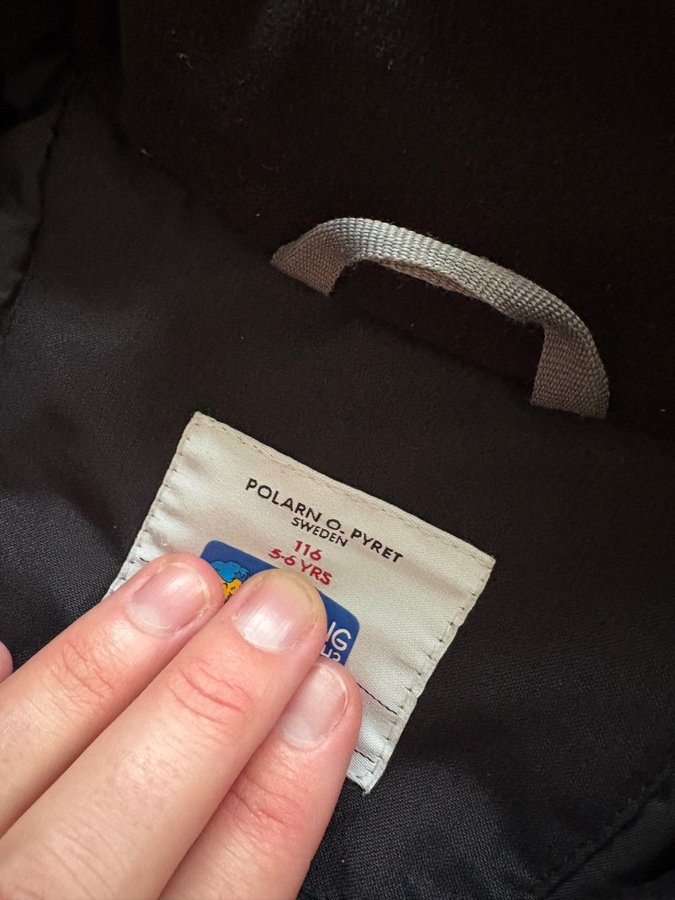 POLARN O. PYRET
SWEDEN
116
5-6 YRS